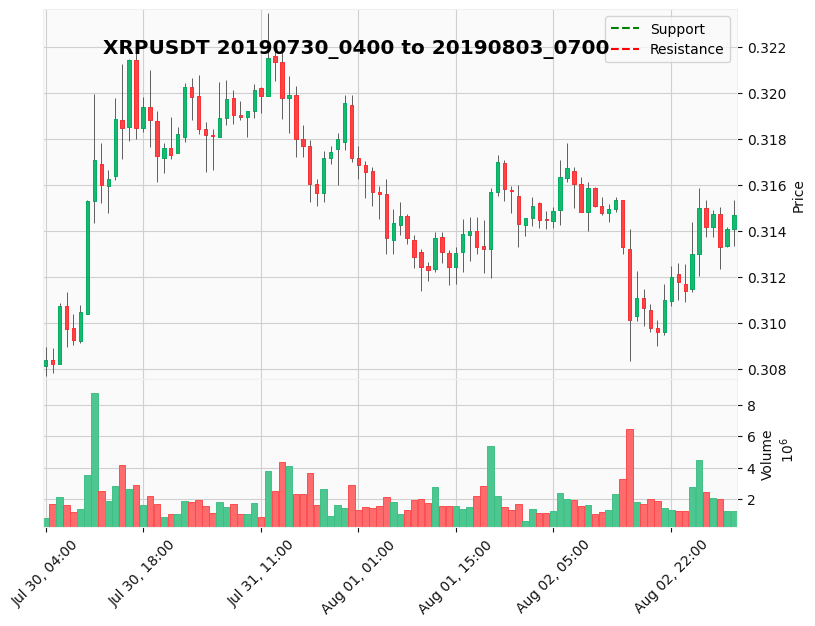 XRPUSDT 20190730_0400 to 20190803_0700
Support
Resistance
0.322
0.320
0.318
0.316
0.314
0.312
0.310
0.308
Price
8
6
4
2
Volume
10^6
Jul 30, 04:00
Jul 30, 18:00
Jul 31, 11:00
Aug 01, 01:00
Aug 01, 15:00
Aug 02, 05:00
Aug 02, 22:00